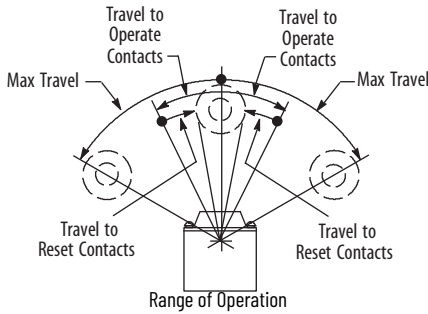 Travel to
Operate
Contacts
Travel to
Operate
Contacts
Max Travel
Max Travel
Travel to
Reset Contacts
Travel to
Reset Contacts
Range of Operation